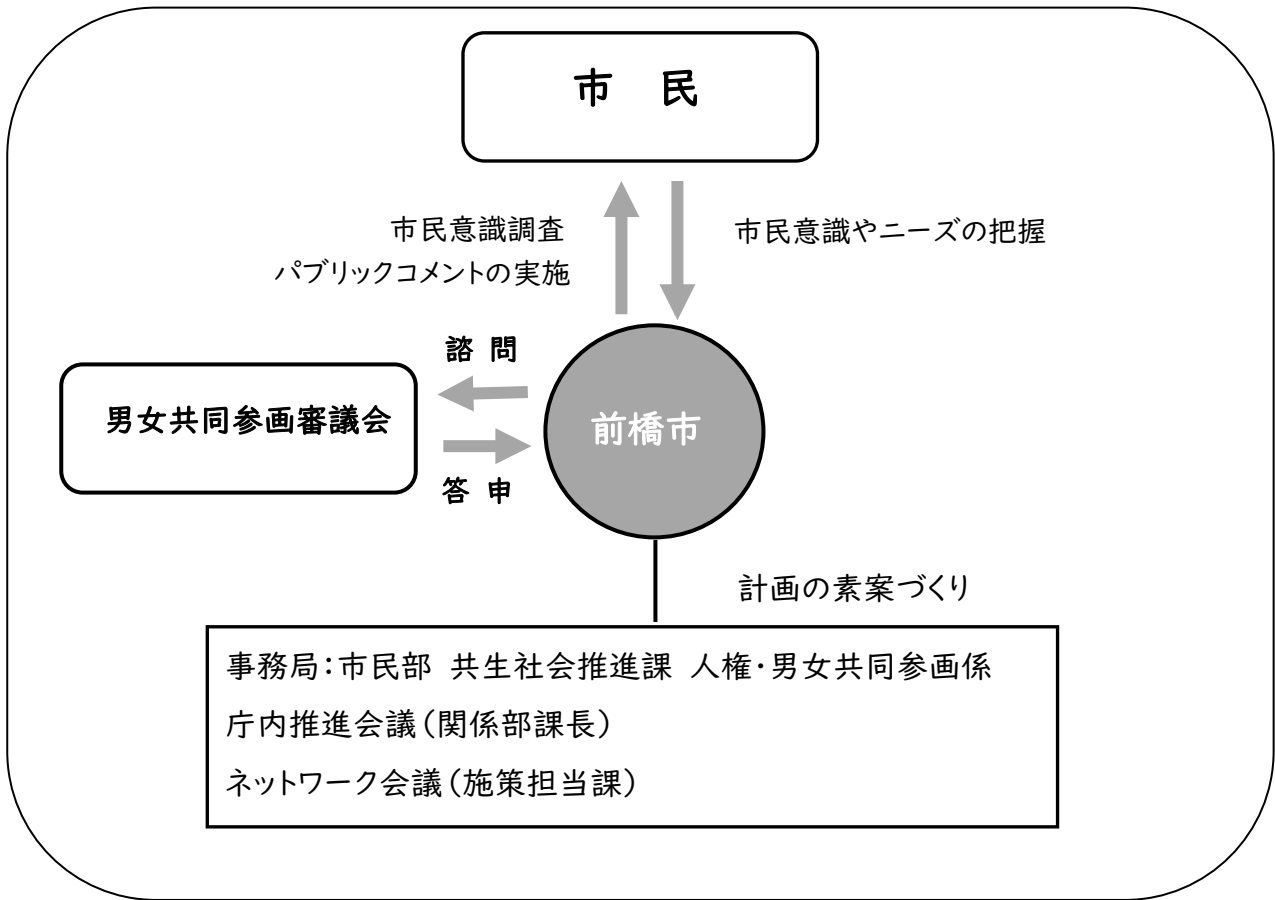 市　民
市民意識調査
パブリックコメントの実施
市民意識やニーズの把握
諮 問
男女共同参画審議会
前橋市
答 申
計画の素案づくり
事務局：市民部 共生社会推進課 人権・男女共同参画係
庁内推進会議（関係部課長）
ネットワーク会議（施策担当課）